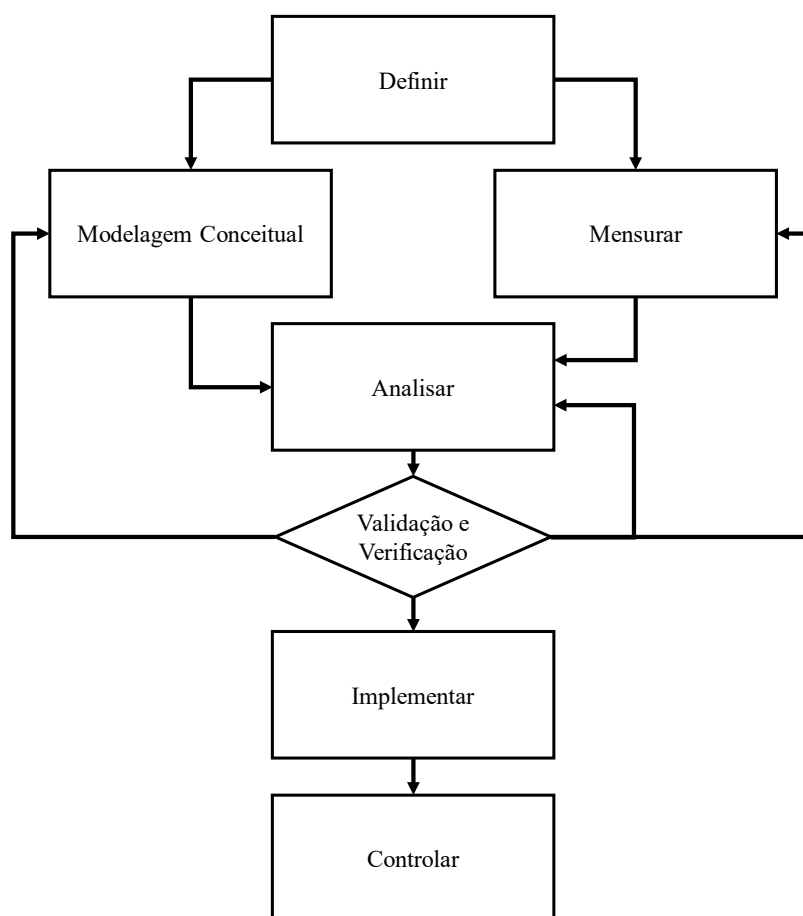 Definir
Modelagem Conceitual
Mensurar
Analisar
Validação e
Verificação
Implementar
Controlar